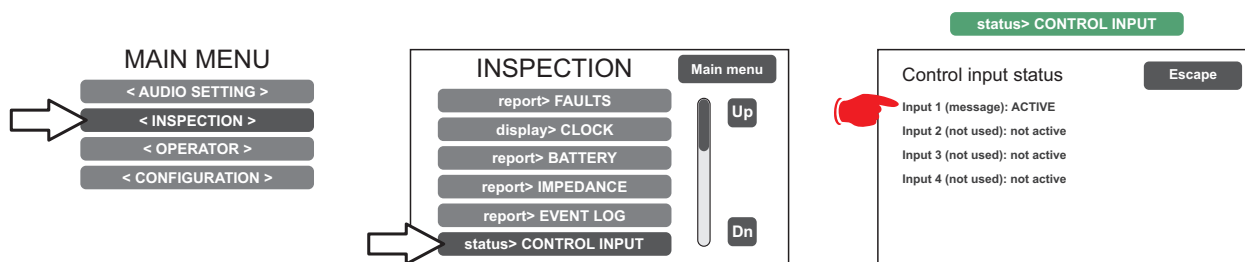 MAIN MENU
< AUDIO SETTING >
< INSPECTION >
< OPERATOR >
< CONFIGURATION >
INSPECTION
Main menu
report> FAULTS
display> CLOCK
report> BATTERY
report> IMPEDANCE
report> EVENT LOG
status> CONTROL INPUT
Up
Dn
status> CONTROL INPUT
Control input status
Escape
Input 1 (message): ACTIVE
Input 2 (not used): not active
Input 3 (not used): not active
Input 4 (not used): not active